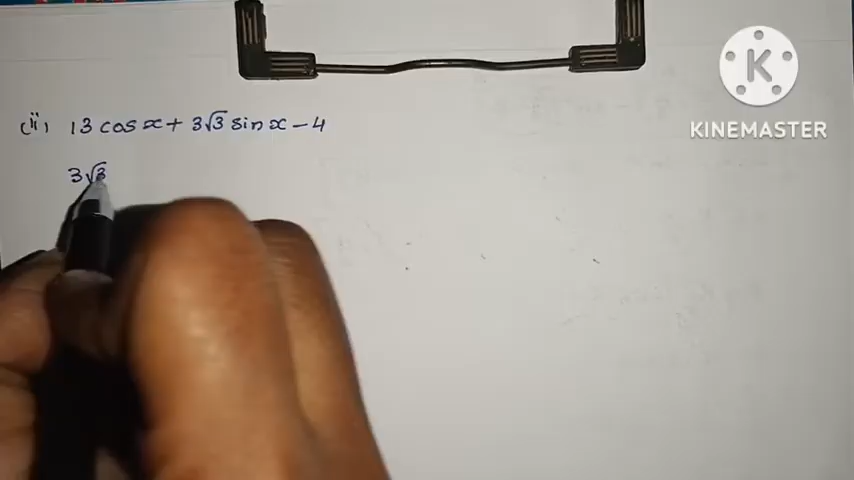 (ii) 13 cos x + 3√3 sin x - 4
3√3
K
KINEMASTER